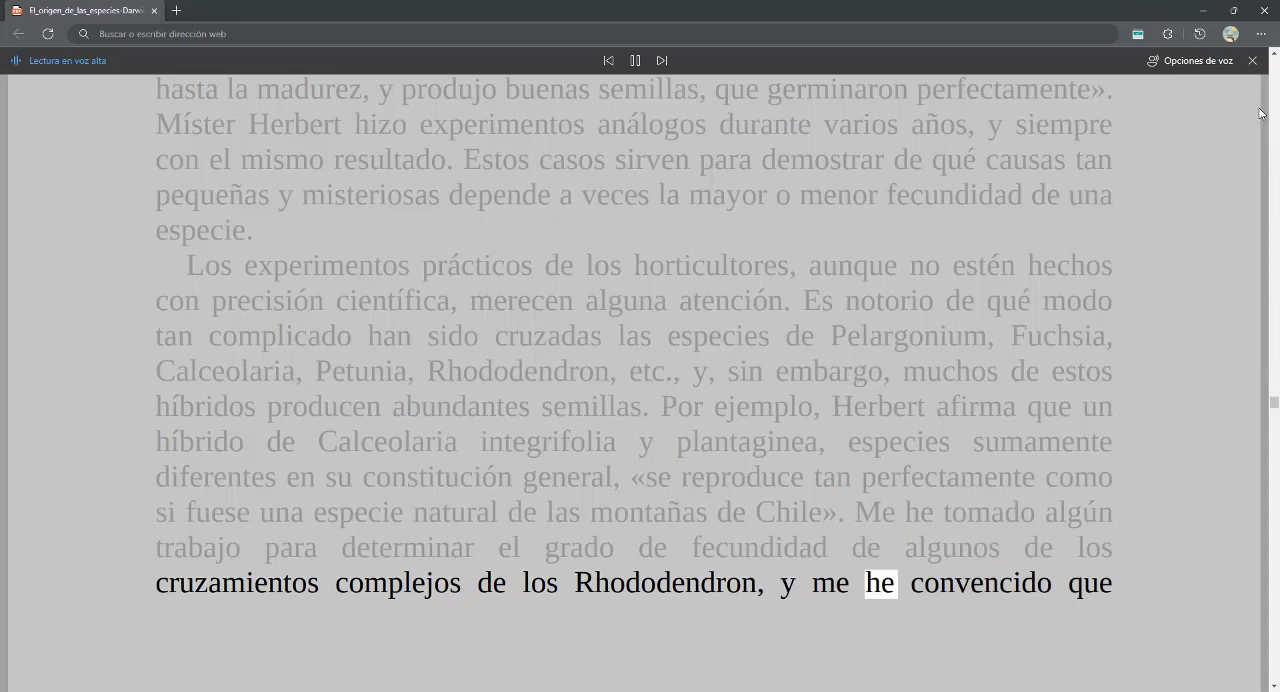 El_origen_de_las_especies-Darwi
Buscar o escribir dirección web
Lectura en voz alta
Opciones de voz
hasta la madurez, y produjo buenas semillas, que germinaron perfectamente».
Míster Herbert hizo experimentos análogos durante varios años, y siempre
con el mismo resultado. Estos casos sirven para demostrar de qué causas tan
pequeñas y misteriosas depende a veces la mayor o menor fecundidad de una
especie.
Los experimentos prácticos de los horticultores, aunque no estén hechos
con precisión científica, merecen alguna atención. Es notorio de qué modo
tan complicado han sido cruzadas las especies de Pelargonium, Fuchsia,
Calceolaria, Petunia, Rhododendron, etc., y, sin embargo, muchos de estos
híbridos producen abundantes semillas. Por ejemplo, Herbert afirma que un
híbrido de Calceolaria integrifolia y plantaginea, especies sumamente
diferentes en su constitución general, «se reproduce tan perfectamente como
si fuese una especie natural de las montañas de Chile». Me he tomado algún
trabajo para determinar el grado de fecundidad de algunos de los
cruzamientos complejos de los Rhododendron, y me he convencido que